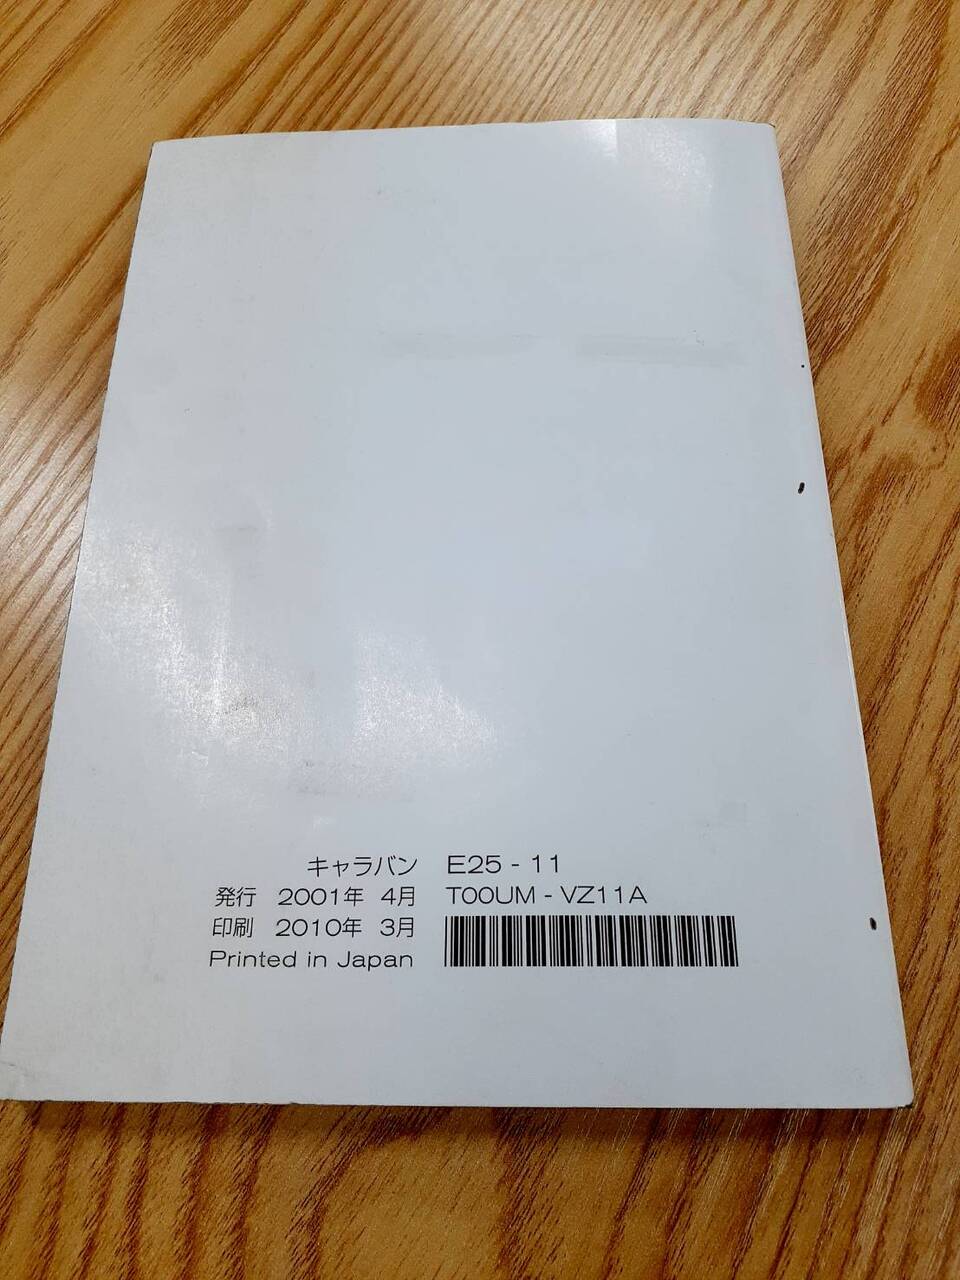 キャラバン E25 - 11
発行 2001年 4月 T00UM - VZ11A
印刷 2010年 3月
Printed in Japan